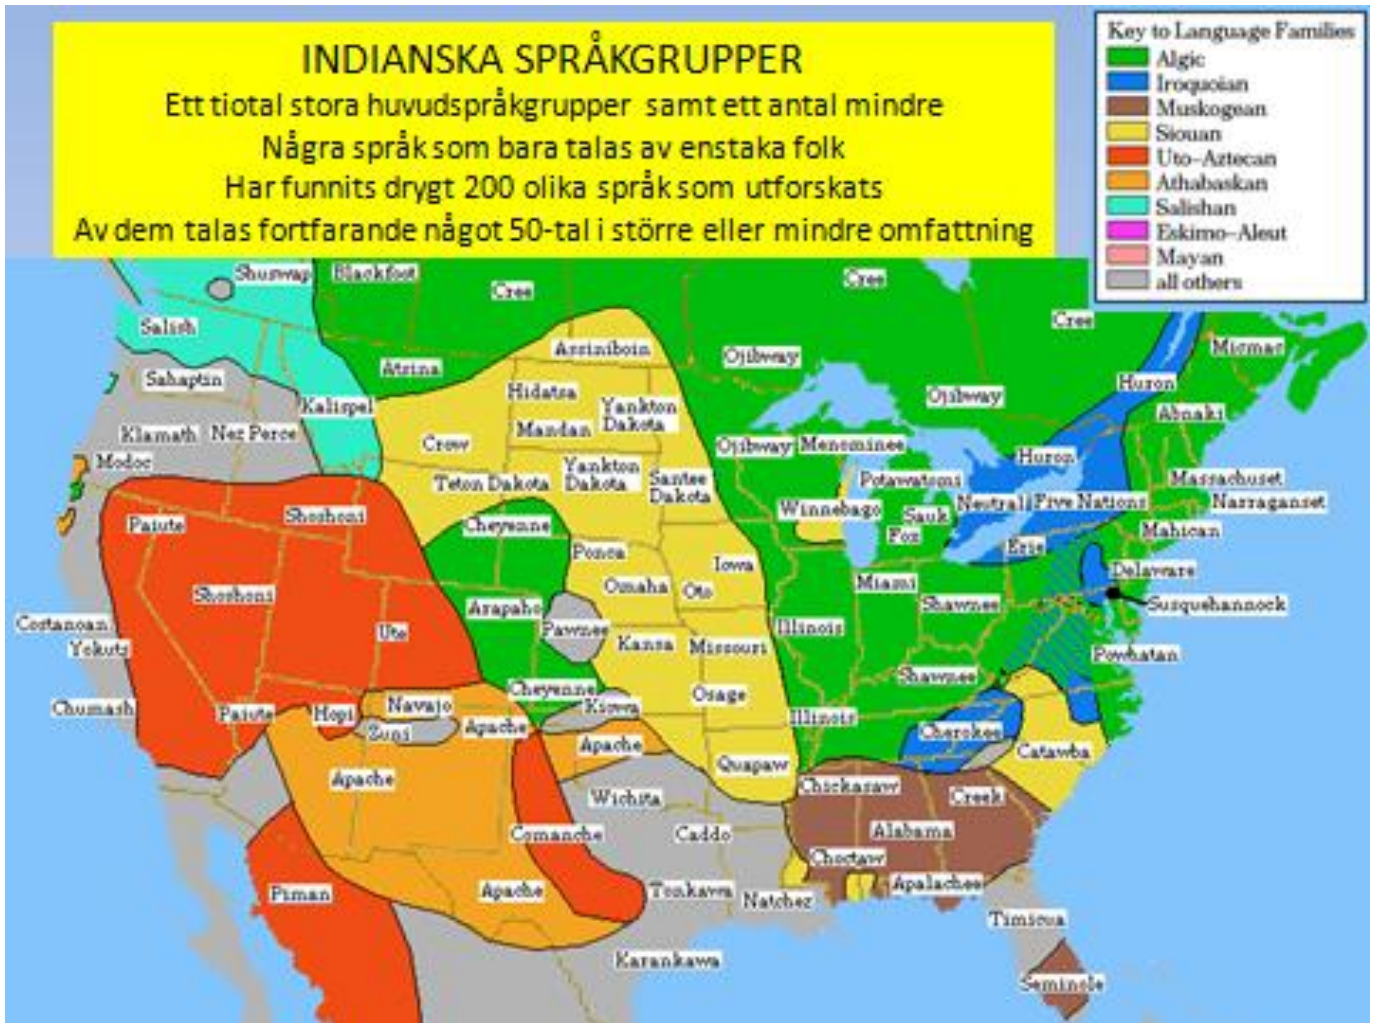 INDIANSKA SPRÅKGRUPPER
Ett tiotal stora huvudspråkgrupper samt ett antal mindre
Några språk som bara talas av enstaka folk
Har funnits drygt 200 olika språk som utforskats
Av dem talas fortfarande något 50-tal i större eller mindre omfattning
Key to Language Families
Algic
Iroquoian
Muskogean
Siouan
Uto-Aztecan
Athabaskan
Salishan
Eskimo-Aleut
Mayan
all others
Shuswap
Blackfoot
Cree
Cree
Cree
Salish
Assiniboin
Ojibway
Micmac
Atsina
Sahaptin
Kalispel
Hidatsa
Yankton
Dakota
Ojibway
Huron
Abnaki
Klamath
Nez Perce
Crow
Mandan
Ojibway
Menominee
Huron
Modoc
Teton Dakota
Yankton
Dakota
Santee
Dakota
Potawatomi
Massachuset
Winnebago
Neutral
Five Nations
Narraganset
Paiute
Shoshoni
Cheyenne
Sauk
Fox
Mahican
Ponca
Erie
Iowa
Delaware
Shoshoni
Omaha
Oto
Miami
Shawnee
Susquehannock
Arapaho
Costanoan
Pawnee
Illinois
Ute
Yokuts
Kansa
Missouri
Powhatan
Shawnee
Cheyenne
Osage
Chumash
Paiute
Hopi
Navajo
Kiowa
Illinois
Zuni
Apache
Apache
Cherokee
Catawba
Apache
Quapaw
Chickasaw
Creek
Wichita
Comanche
Caddo
Alabama
Choctaw
Piman
Apache
Tonkawa
Natchez
Apalachee
Timicua
Karankawa
Seminole